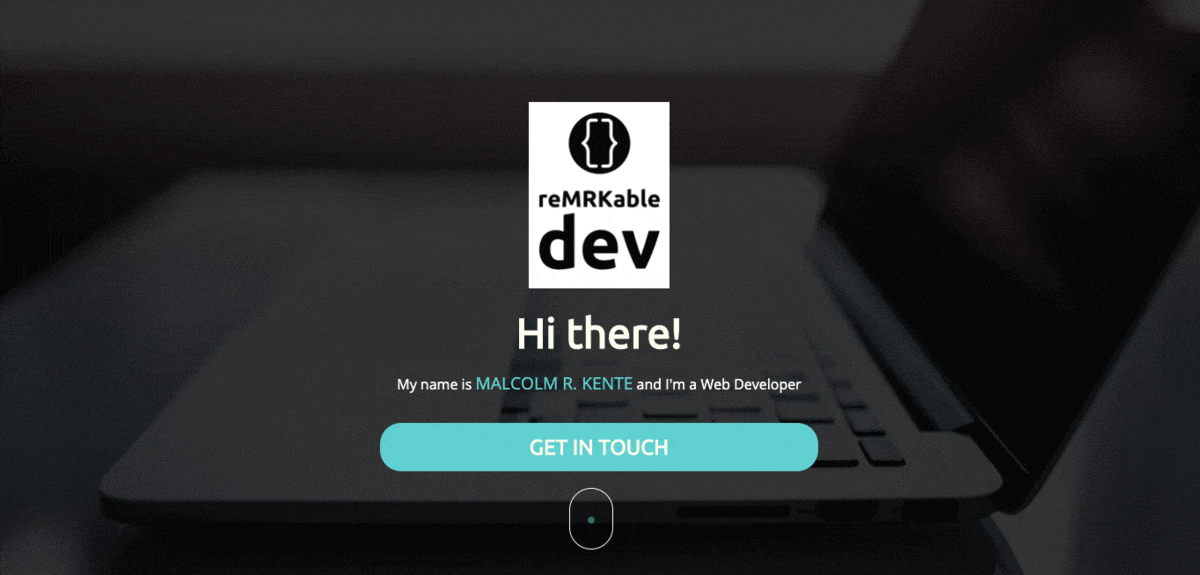 {}
reMRKable
dev
Hi there!
My name is MALCOLM R. KENTE and I'm a Web Developer
GET IN TOUCH